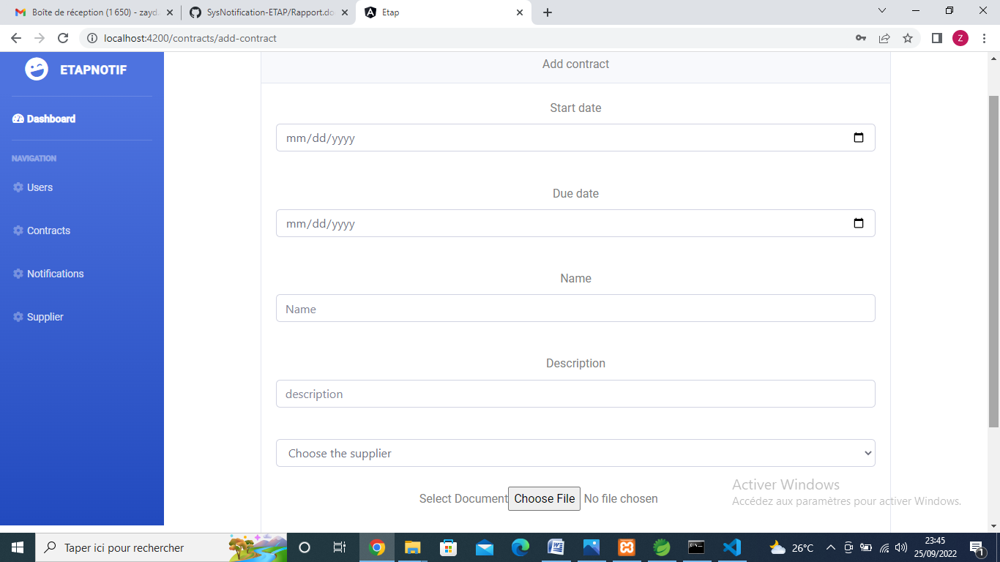 Boîte de réception (1 650) - zayd
SysNotification-ETAP/Rapport.do
Etap
localhost:4200/contracts/add-contract
Z
ETAPNOTIF
Dashboard
NAVIGATION
Users
Contracts
Notifications
Supplier
Add contract
Start date
mm/dd/yyyy
Due date
mm/dd/yyyy
Name
Name
Description
description
Choose the supplier
Select Document Choose File No file chosen
Activer Windows
Accédez aux paramètres pour activer Windows.
Taper ici pour rechercher
26°C
23:45
25/09/2022
1